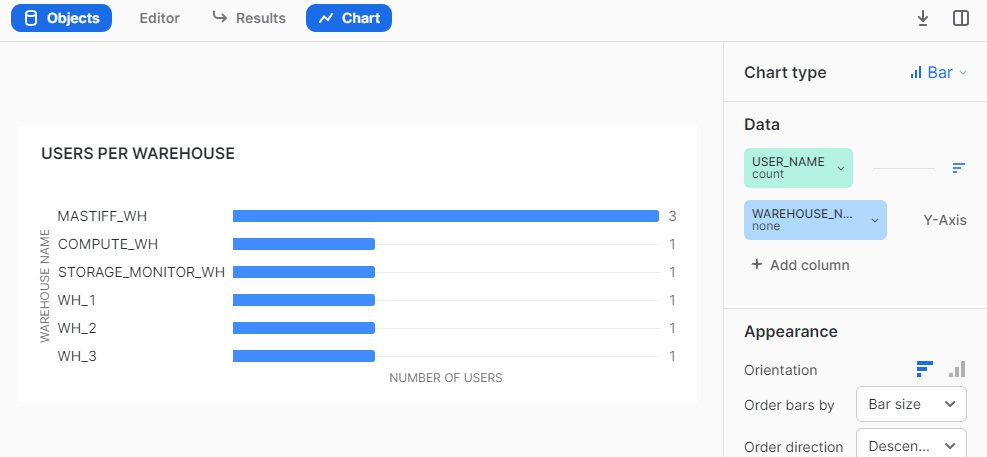 Objects
Editor
Results
Chart
Chart type
Bar
Data
USER_NAME
count
WAREHOUSE_N...
none
Y-Axis
+ Add column
Appearance
Orientation
Order bars by
Bar size
Order direction
Descen...
USERS PER WAREHOUSE
WAREHOUSE NAME
MASTIFF_WH 3
COMPUTE_WH 1
STORAGE_MONITOR_WH 1
WH_1 1
WH_2 1
WH_3 1
NUMBER OF USERS